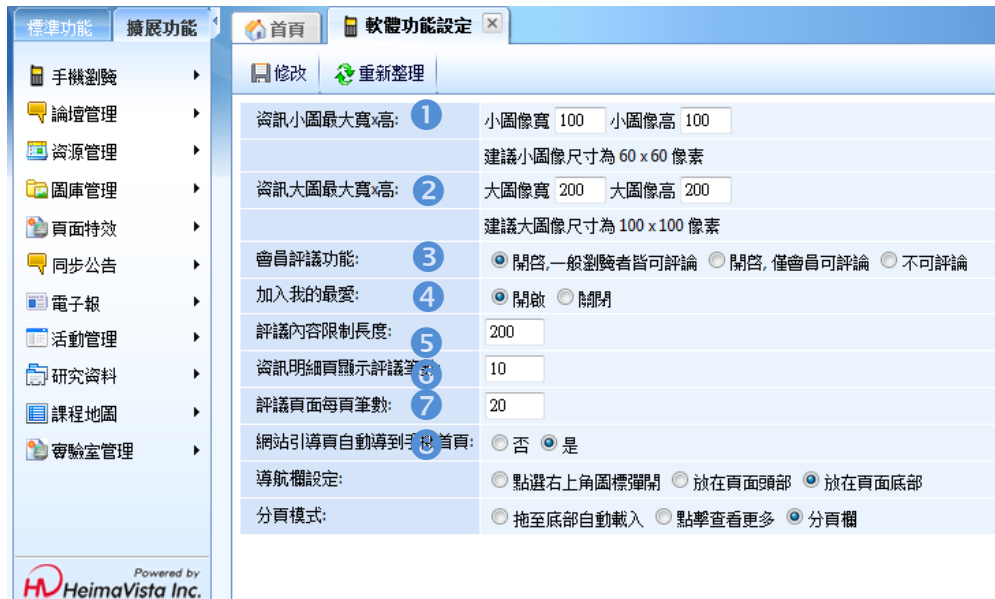 標準功能 擴展功能 首頁 軟體功能設定
修改 重新整理
手機瀏覽
論壇管理
資源管理
圖庫管理
頁面特效
同步公告
電子報
活動管理
研究資料
課程地圖
實驗室管理
資訊小圖最大寬x高: 1 小圖像寬 100 小圖像高 100
建議小圖像尺寸為 60 x 60 像素
資訊大圖最大寬x高: 2 大圖像寬 200 大圖像高 200
建議大圖像尺寸為 100 x 100 像素
會員評議功能: 3 開啓,一般瀏覽者皆可評論 開啓, 僅會員可評論 不可評論
加入我的最愛: 4 開啟 關閉
評議內容限制長度: 5 200
資訊明細頁顯示評議筆 6 10
評議頁面每頁筆數: 7 20
網站引導頁自動導到手機首頁: 8 否 是
導航欄設定: 點選右上角圖標彈開 放在頁面頭部 放在頁面底部
分頁模式: 拖至底部自動載入 點擊查看更多 分頁欄
Powered by
HeimaVista Inc.